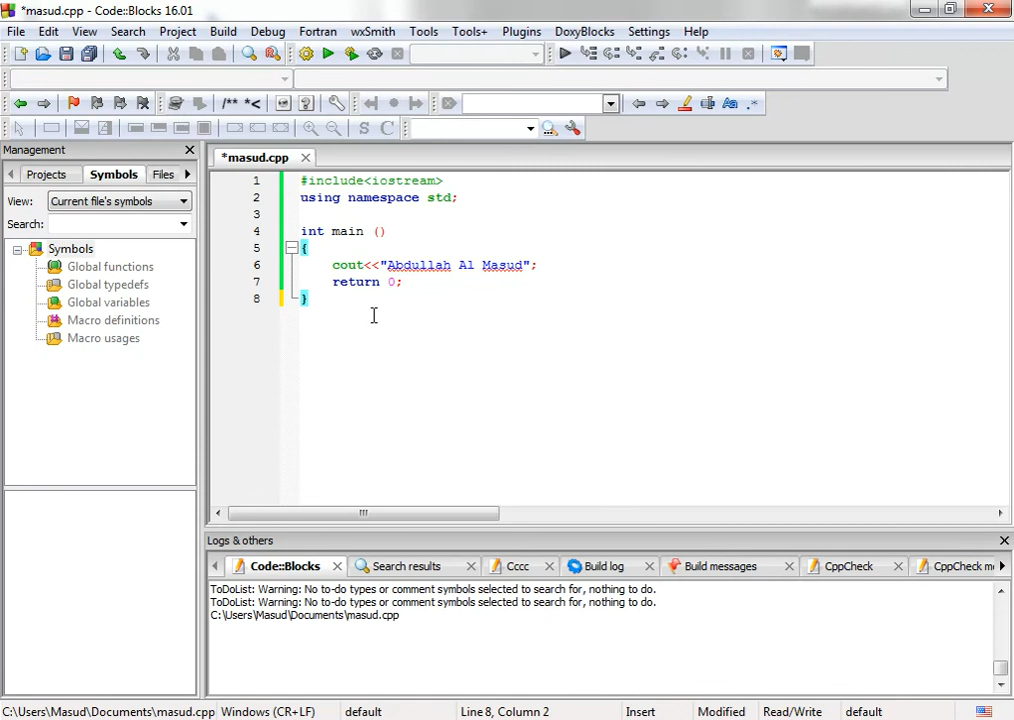 *masud.cpp - Code::Blocks 16.01
File Edit View Search Project Build Debug Fortran wxSmith Tools Tools+ Plugins DoxyBlocks Settings Help
/** *<
S C
Management
*masud.cpp
Projects Symbols Files
View: Current file's symbols
Search:
Symbols
Global functions
Global typedefs
Global variables
Macro definitions
Macro usages
1 #include<iostream>
2 using namespace std;
3
4 int main ()
5 {
6 cout<<"Abdullah Al Masud";
7 return 0;
8 }
Logs & others
Code::Blocks Search results Cccc Build log Build messages CppCheck CppCheck me
ToDoList: Warning: No to-do types or comment symbols selected to search for, nothing to do.
ToDoList: Warning: No to-do types or comment symbols selected to search for, nothing to do.
C:\Users\Masud\Documents\masud.cpp
C:\Users\Masud\Documents\masud.cpp Windows (CR+LF) default Line 8, Column 2 Insert Modified Read/Write default